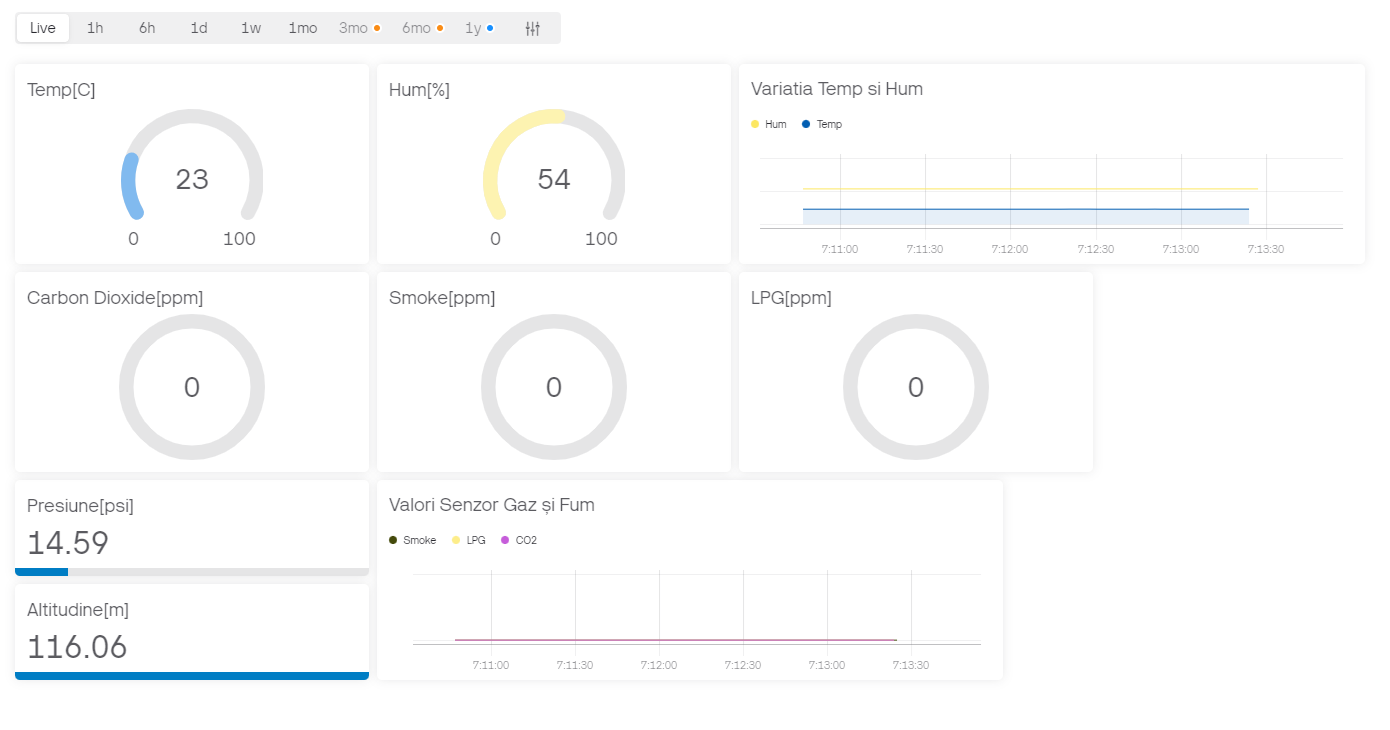 Live 1h 6h 1d 1w 1mo 3mo 6mo 1y
Temp[C]
23
0 100
Hum[%]
54
0 100
Variatia Temp si Hum
Hum Temp
7:11:00 7:11:30 7:12:00 7:12:30 7:13:00 7:13:30
Carbon Dioxide[ppm]
0
Smoke[ppm]
0
LPG[ppm]
0
Presiune[psi]
14.59
Altitudine[m]
116.06
Valori Senzor Gaz și Fum
Smoke LPG CO2
7:11:00 7:11:30 7:12:00 7:12:30 7:13:00 7:13:30